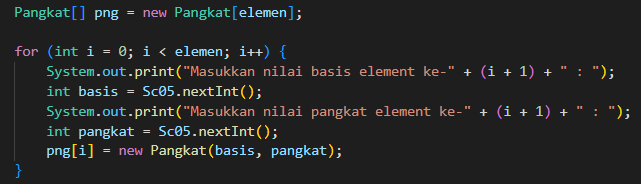 Pangkat[] png = new Pangkat[elemen];
for (int i = 0; i < elemen; i++) {
System.out.print("Masukkan nilai basis element ke-" + (i + 1) + " : ");
int basis = Sc05.nextInt();
System.out.print("Masukkan nilai pangkat element ke-" + (i + 1) + " : ");
int pangkat = Sc05.nextInt();
png[i] = new Pangkat(basis, pangkat);
}